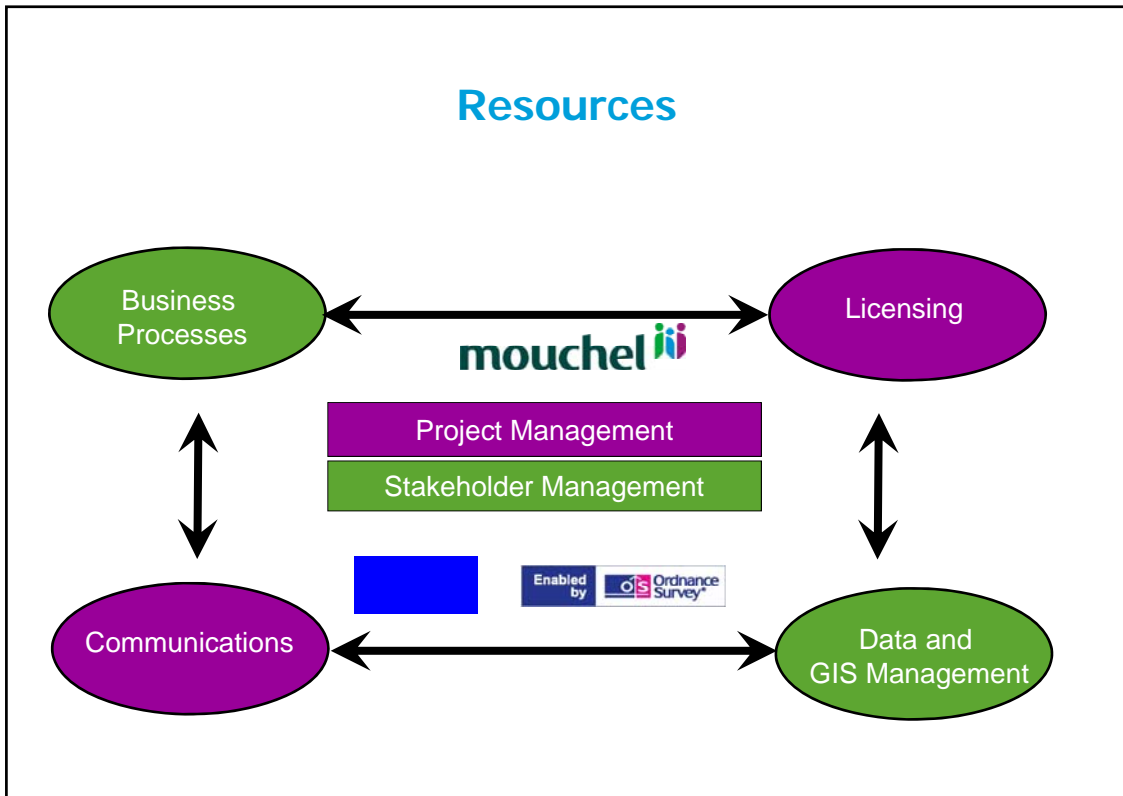 Resources
Business
Processes
Licensing
mouchel
Project Management
Stakeholder Management
Enabled
by
Ordnance
Survey®
Communications
Data and
GIS Management